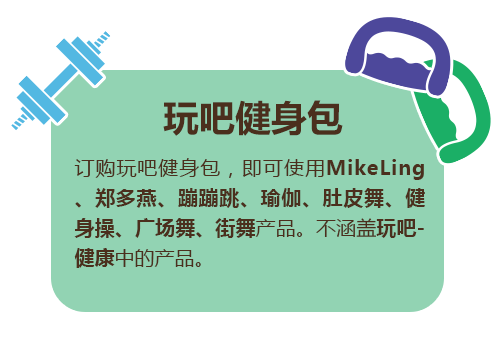 玩吧健身包
订购玩吧健身包，即可使用MikeLing
、郑多燕、蹦蹦跳、瑜伽、肚皮舞、健
身操、广场舞、街舞产品。不涵盖玩吧-
健康中的产品。